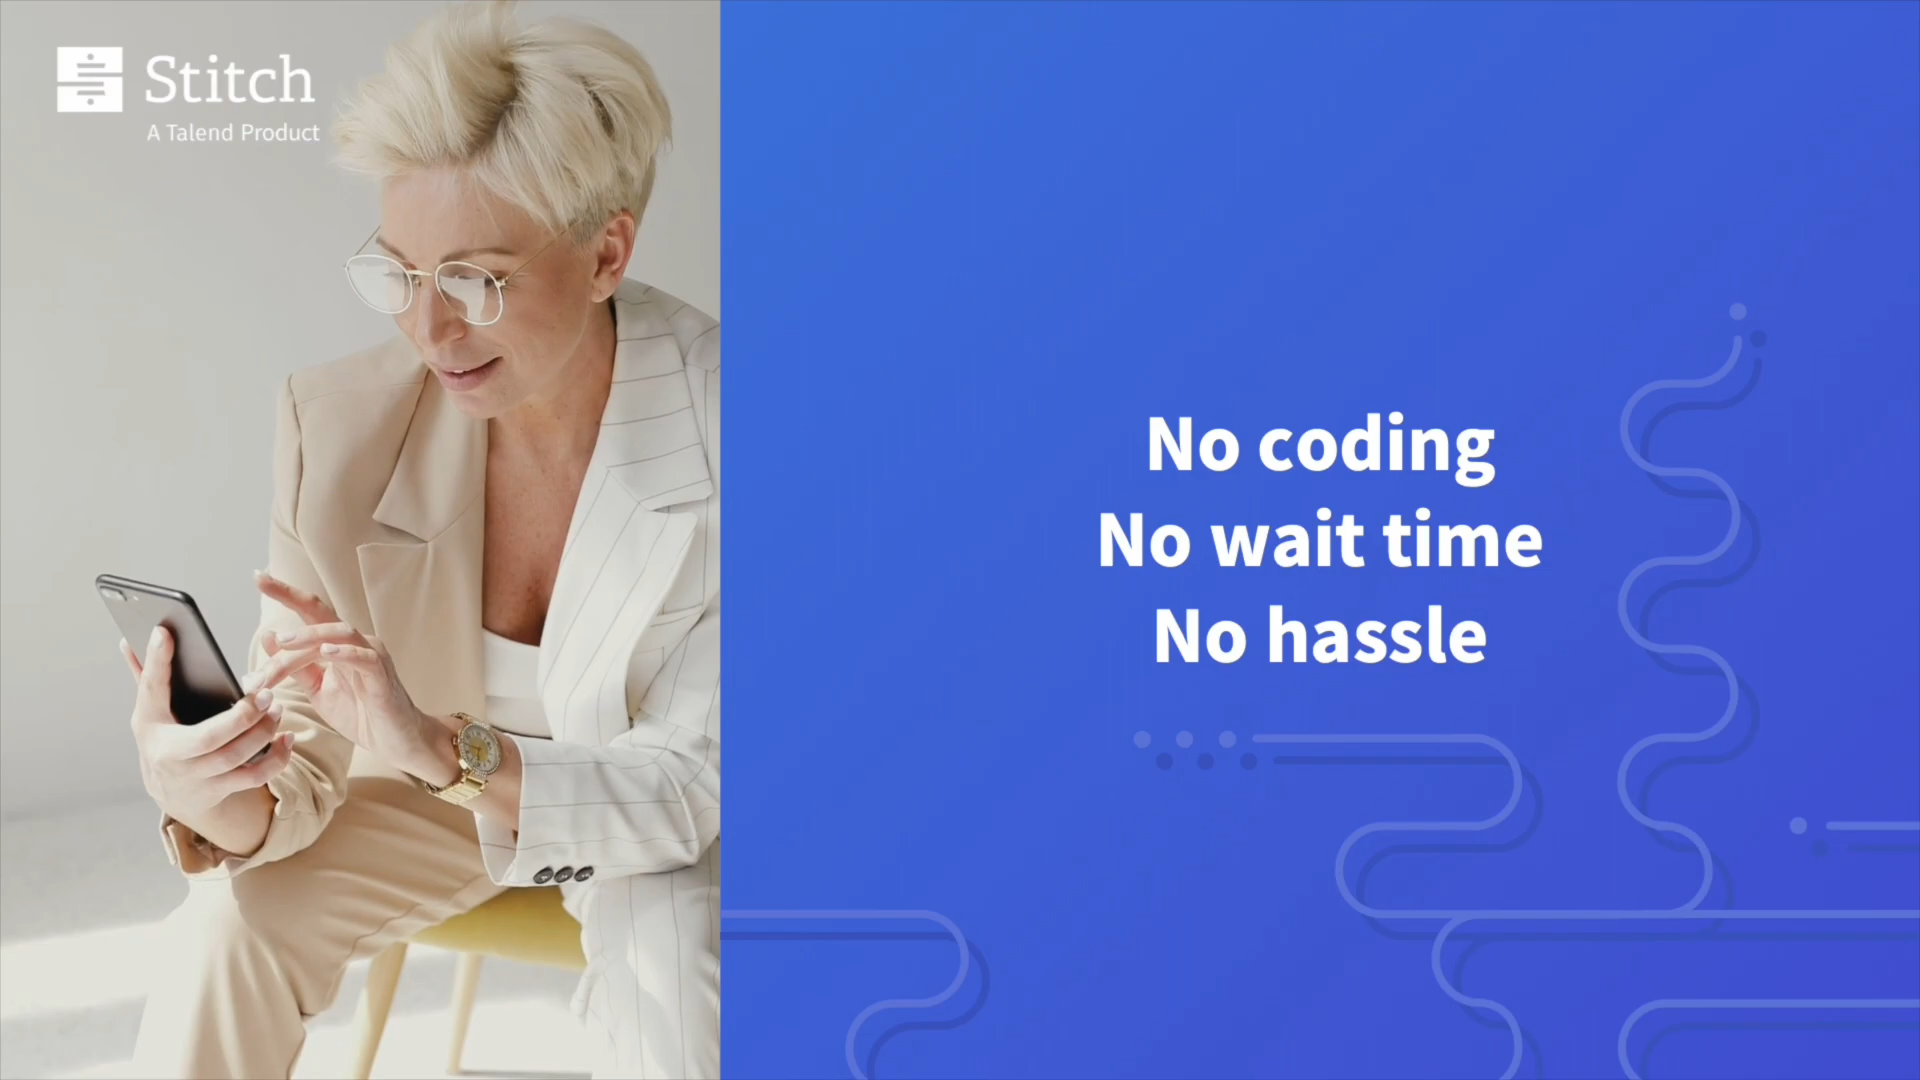 Stitch
A Talend Product
No coding
No wait time
No hassle